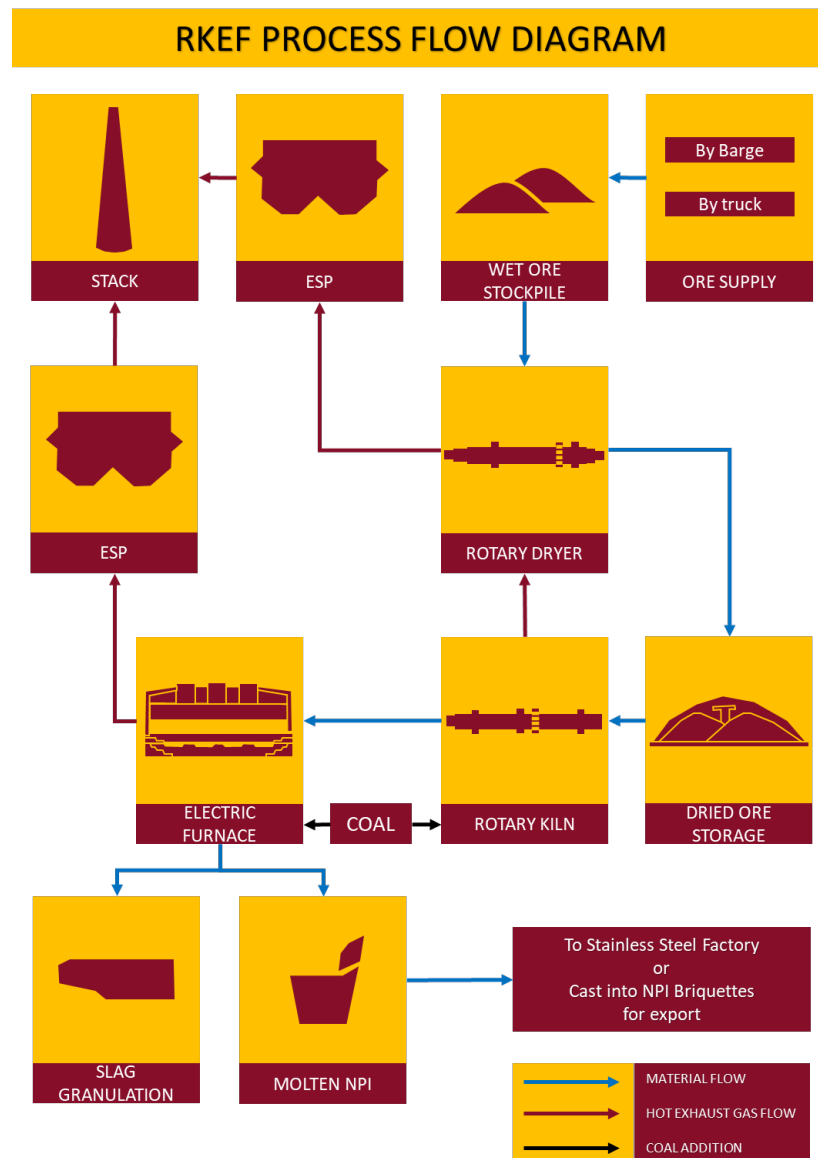 RKEF PROCESS FLOW DIAGRAM
STACK
ESP
WET ORE
STOCKPILE
By Barge
By truck
ORE SUPPLY
ESP
ROTARY DRYER
ELECTRIC
FURNACE
COAL
ROTARY KILN
DRIED ORE
STORAGE
SLAG
GRANULATION
MOLTEN NPI
To Stainless Steel Factory
or
Cast into NPI Briquettes
for export
MATERIAL FLOW
HOT EXHAUST GAS FLOW
COAL ADDITION